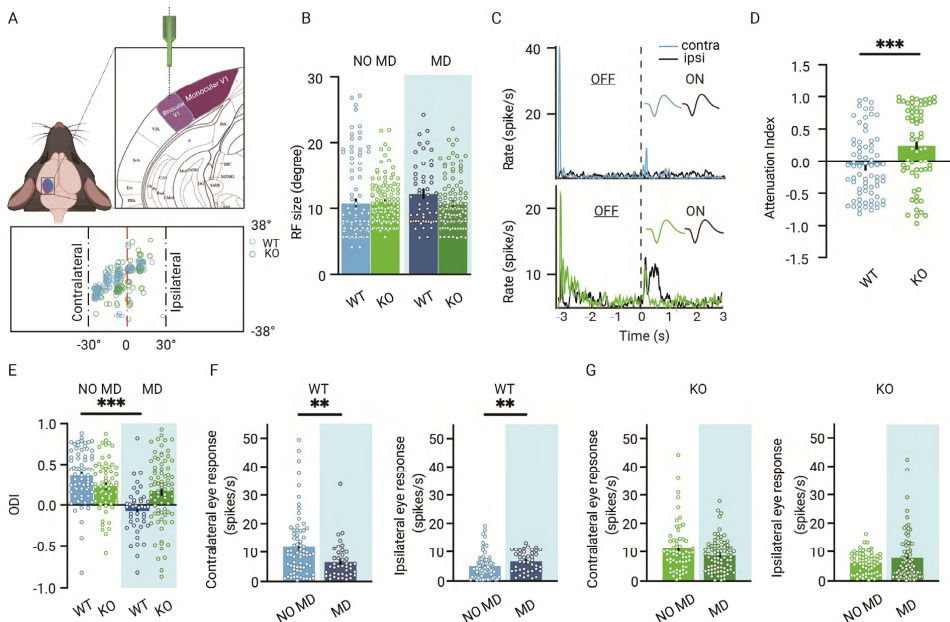 A
Binocular V1
Monocular V1
Contralateral
Ipsilateral
WT
KO
38°
-38°
-30°
0
30°
B
NO MD
MD
RF size (degree)
30
20
10
0
WT
KO
WT
KO
C
contra
ipsi
OFF
ON
Rate (spike/s)
40
20
OFF
ON
Rate (spike/s)
20
10
-3
-2
-1
0
1
2
3
Time (s)
D
***
Attenuation Index
1.5
1.0
0.5
0.0
-0.5
-1.0
-1.5
WT
KO
E
NO MD
MD
***
ODI
1.0
0.5
0.0
-0.5
-1.0
WT
KO
WT
KO
F
WT
**
Contralateral eye response
(spikes/s)
50
40
30
20
10
0
NO MD
MD
WT
**
Ipsilateral eye response
(spikes/s)
50
40
30
20
10
0
NO MD
MD
G
KO
Contralateral eye response
(spikes/s)
50
40
30
20
10
0
NO MD
MD
KO
Ipsilateral eye response
(spikes/s)
50
40
30
20
10
0
NO MD
MD